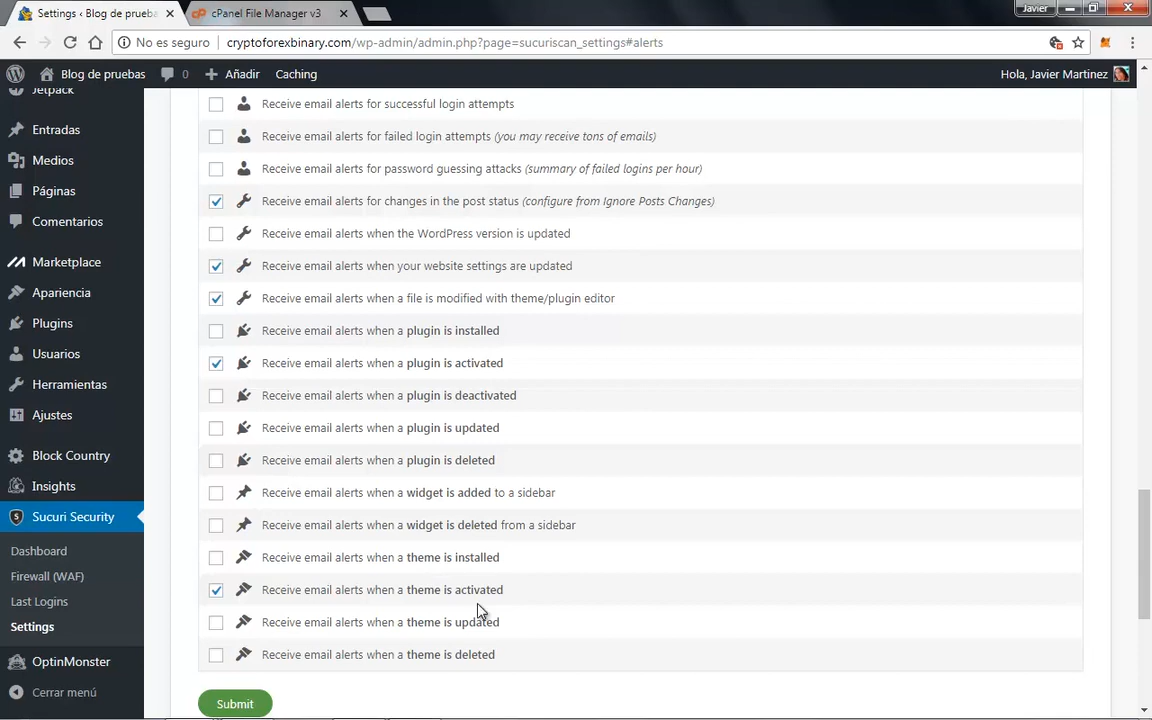 Settings ‹ Blog de prueba
cPanel File Manager v3
Javier
No es seguro
cryptoforexbinary.com/wp-admin/admin.php?page=sucuriscan_settings#alerts
Blog de pruebas
0
Añadir
Caching
Hola, Javier Martinez
Jetpack
Entradas
Medios
Páginas
Comentarios
Marketplace
Apariencia
Plugins
Usuarios
Herramientas
Ajustes
Block Country
Insights
Sucuri Security
Dashboard
Firewall (WAF)
Last Logins
Settings
OptinMonster
Cerrar menú
Receive email alerts for successful login attempts
Receive email alerts for failed login attempts (you may receive tons of emails)
Receive email alerts for password guessing attacks (summary of failed logins per hour)
Receive email alerts for changes in the post status (configure from Ignore Posts Changes)
Receive email alerts when the WordPress version is updated
Receive email alerts when your website settings are updated
Receive email alerts when a file is modified with theme/plugin editor
Receive email alerts when a plugin is installed
Receive email alerts when a plugin is activated
Receive email alerts when a plugin is deactivated
Receive email alerts when a plugin is updated
Receive email alerts when a plugin is deleted
Receive email alerts when a widget is added to a sidebar
Receive email alerts when a widget is deleted from a sidebar
Receive email alerts when a theme is installed
Receive email alerts when a theme is activated
Receive email alerts when a theme is updated
Receive email alerts when a theme is deleted
Submit